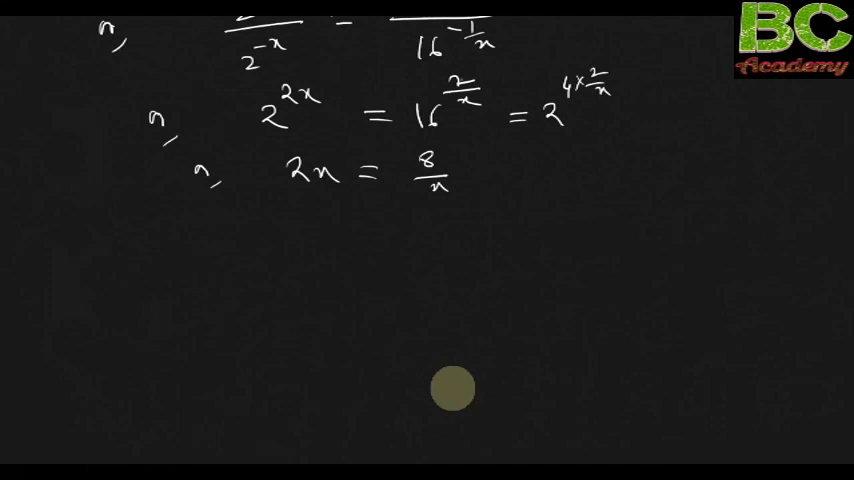 BC
Academy
2^-x = 16^-1/x
2^2x = 16^2/x = 2^4×2/x
2x = 8/x